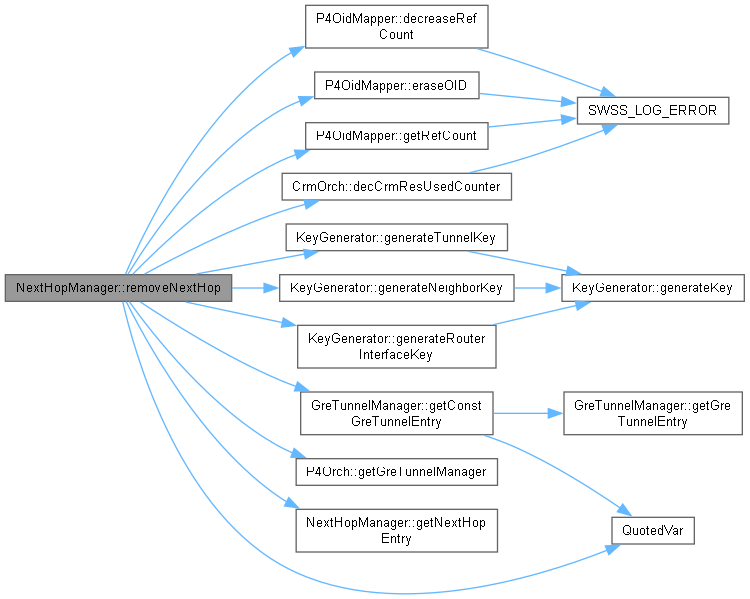 P4OidMapper::decreaseRef
Count
P4OidMapper::eraseOID
SWSS_LOG_ERROR
P4OidMapper::getRefCount
CrmOrch::decCrmResUsedCounter
KeyGenerator::generateTunnelKey
NextHopManager::removeNextHop
KeyGenerator::generateNeighborKey
KeyGenerator::generateKey
KeyGenerator::generateRouter
InterfaceKey
GreTunnelManager::getConst
GreTunnelEntry
GreTunnelManager::getGre
TunnelEntry
P4Orch::getGreTunnelManager
NextHopManager::getNextHop
Entry
QuotedVar